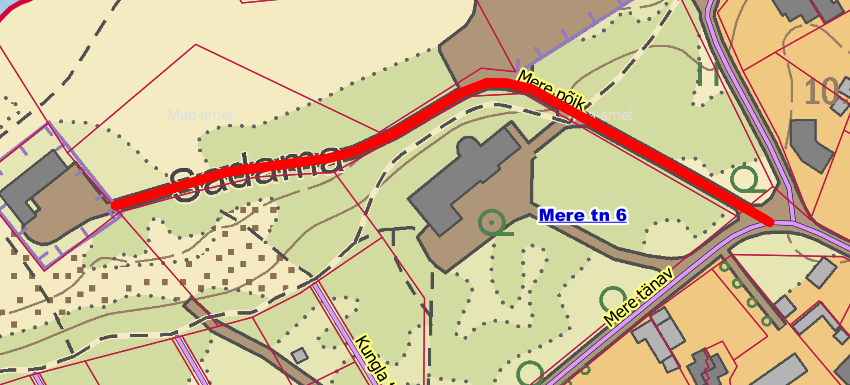 Mere põik
Maa-amet
Maa-amet
10
Sadama
Mere tn 6
Mere tänav
Kungla